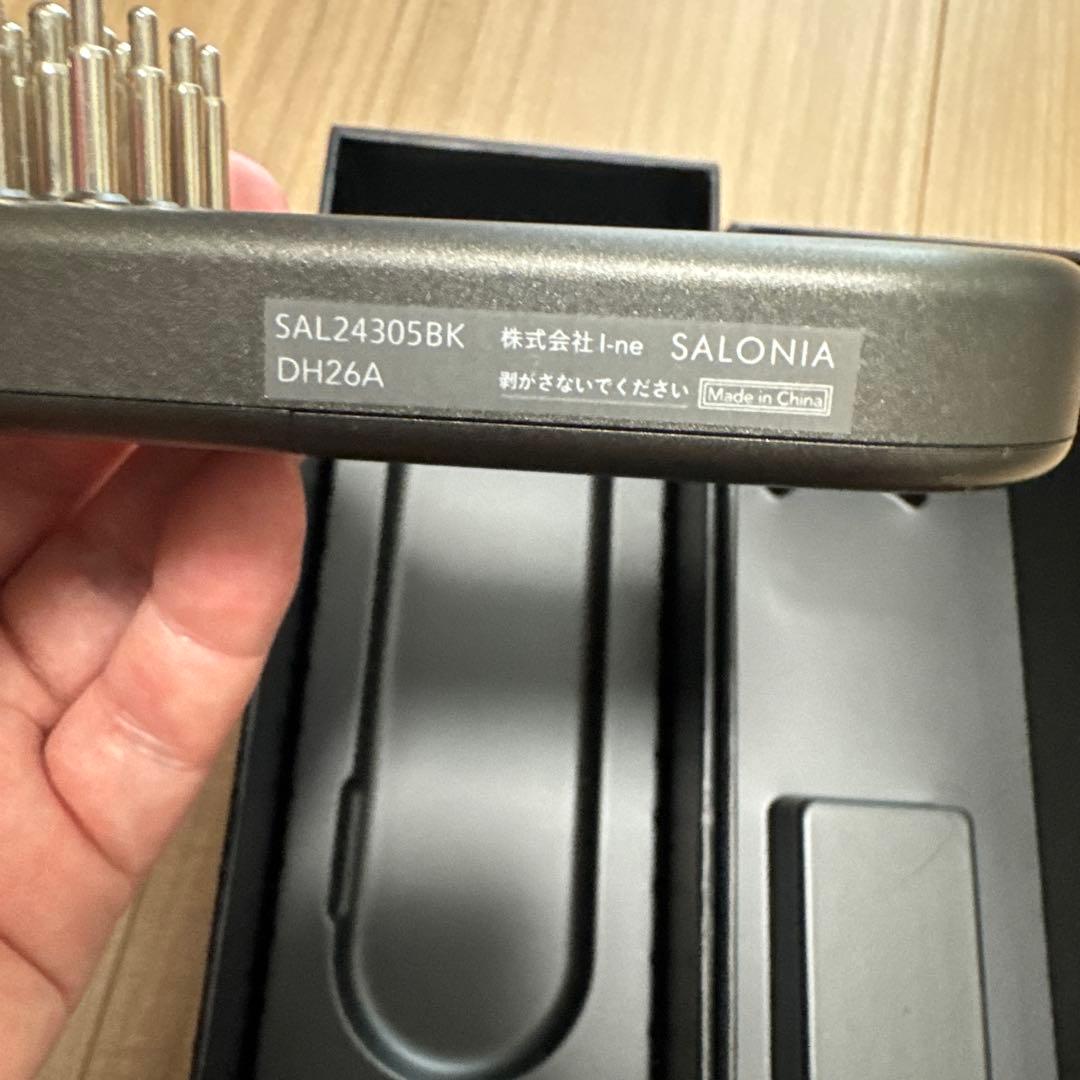 SAL24305BK 株式会社I-ne SALONIA
DH26A 剥がさないでください Made in China